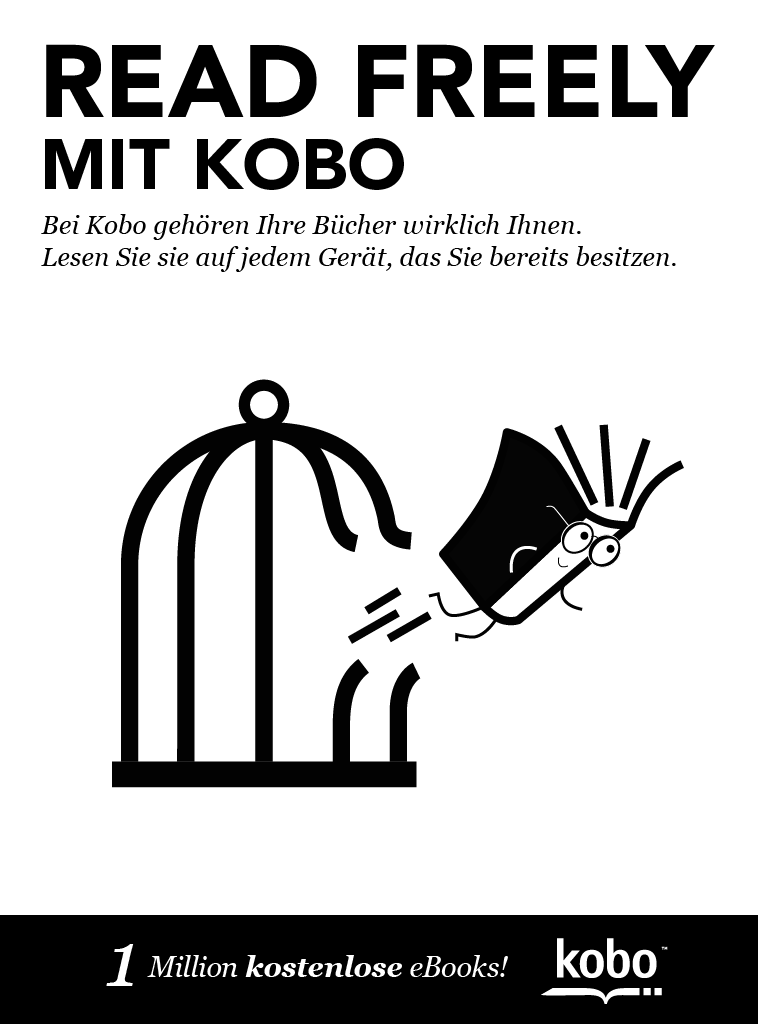 READ FREELY
MIT KOBO
Bei Kobo gehören Ihre Bücher wirklich Ihnen.
Lesen Sie sie auf jedem Gerät, das Sie bereits besitzen.
1 Million kostenlose eBooks!
kobo™